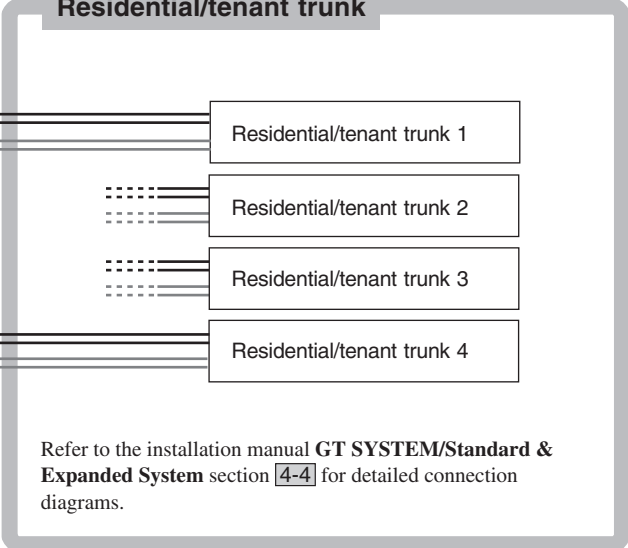 Residential/tenant trunk
Residential/tenant trunk 1
Residential/tenant trunk 2
Residential/tenant trunk 3
Residential/tenant trunk 4
Refer to the installation manual GT SYSTEM/Standard &
Expanded System section 4-4 for detailed connection
diagrams.